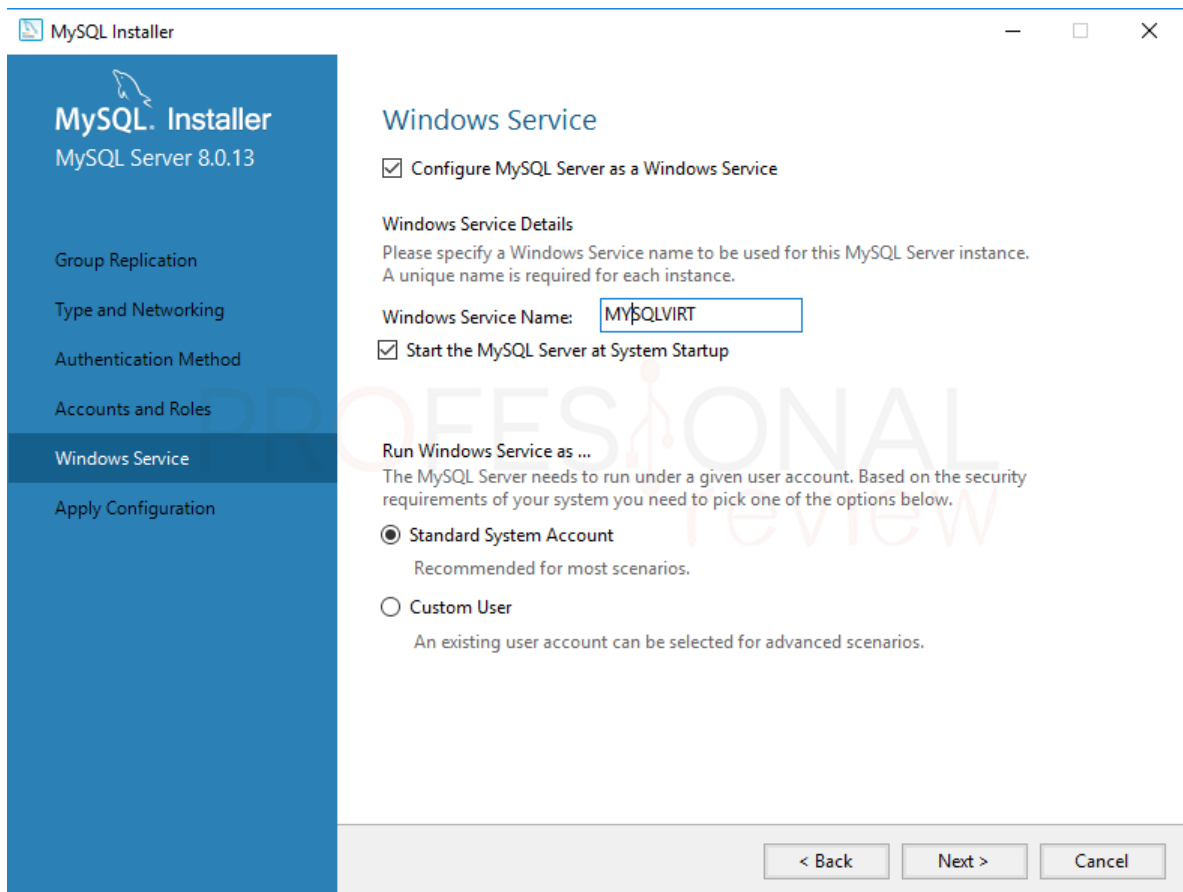 MySQL Installer
MySQL. Installer
MySQL Server 8.0.13
Group Replication
Type and Networking
Authentication Method
Accounts and Roles
Windows Service
Apply Configuration
Windows Service
Configure MySQL Server as a Windows Service
Windows Service Details
Please specify a Windows Service name to be used for this MySQL Server instance.
A unique name is required for each instance.
Windows Service Name: MYSQLVIRT
Start the MySQL Server at System Startup
Run Windows Service as ...
The MySQL Server needs to run under a given user account. Based on the security
requirements of your system you need to pick one of the options below.
Standard System Account
Recommended for most scenarios.
Custom User
An existing user account can be selected for advanced scenarios.
< Back Next > Cancel
PROFESIONAL
review